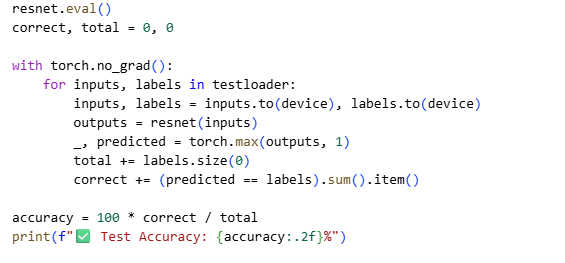 resnet.eval()
correct, total = 0, 0

with torch.no_grad():
    for inputs, labels in testloader:
        inputs, labels = inputs.to(device), labels.to(device)
        outputs = resnet(inputs)
        _, predicted = torch.max(outputs, 1)
        total += labels.size(0)
        correct += (predicted == labels).sum().item()

accuracy = 100 * correct / total
print(f"✅ Test Accuracy: {accuracy:.2f}%")